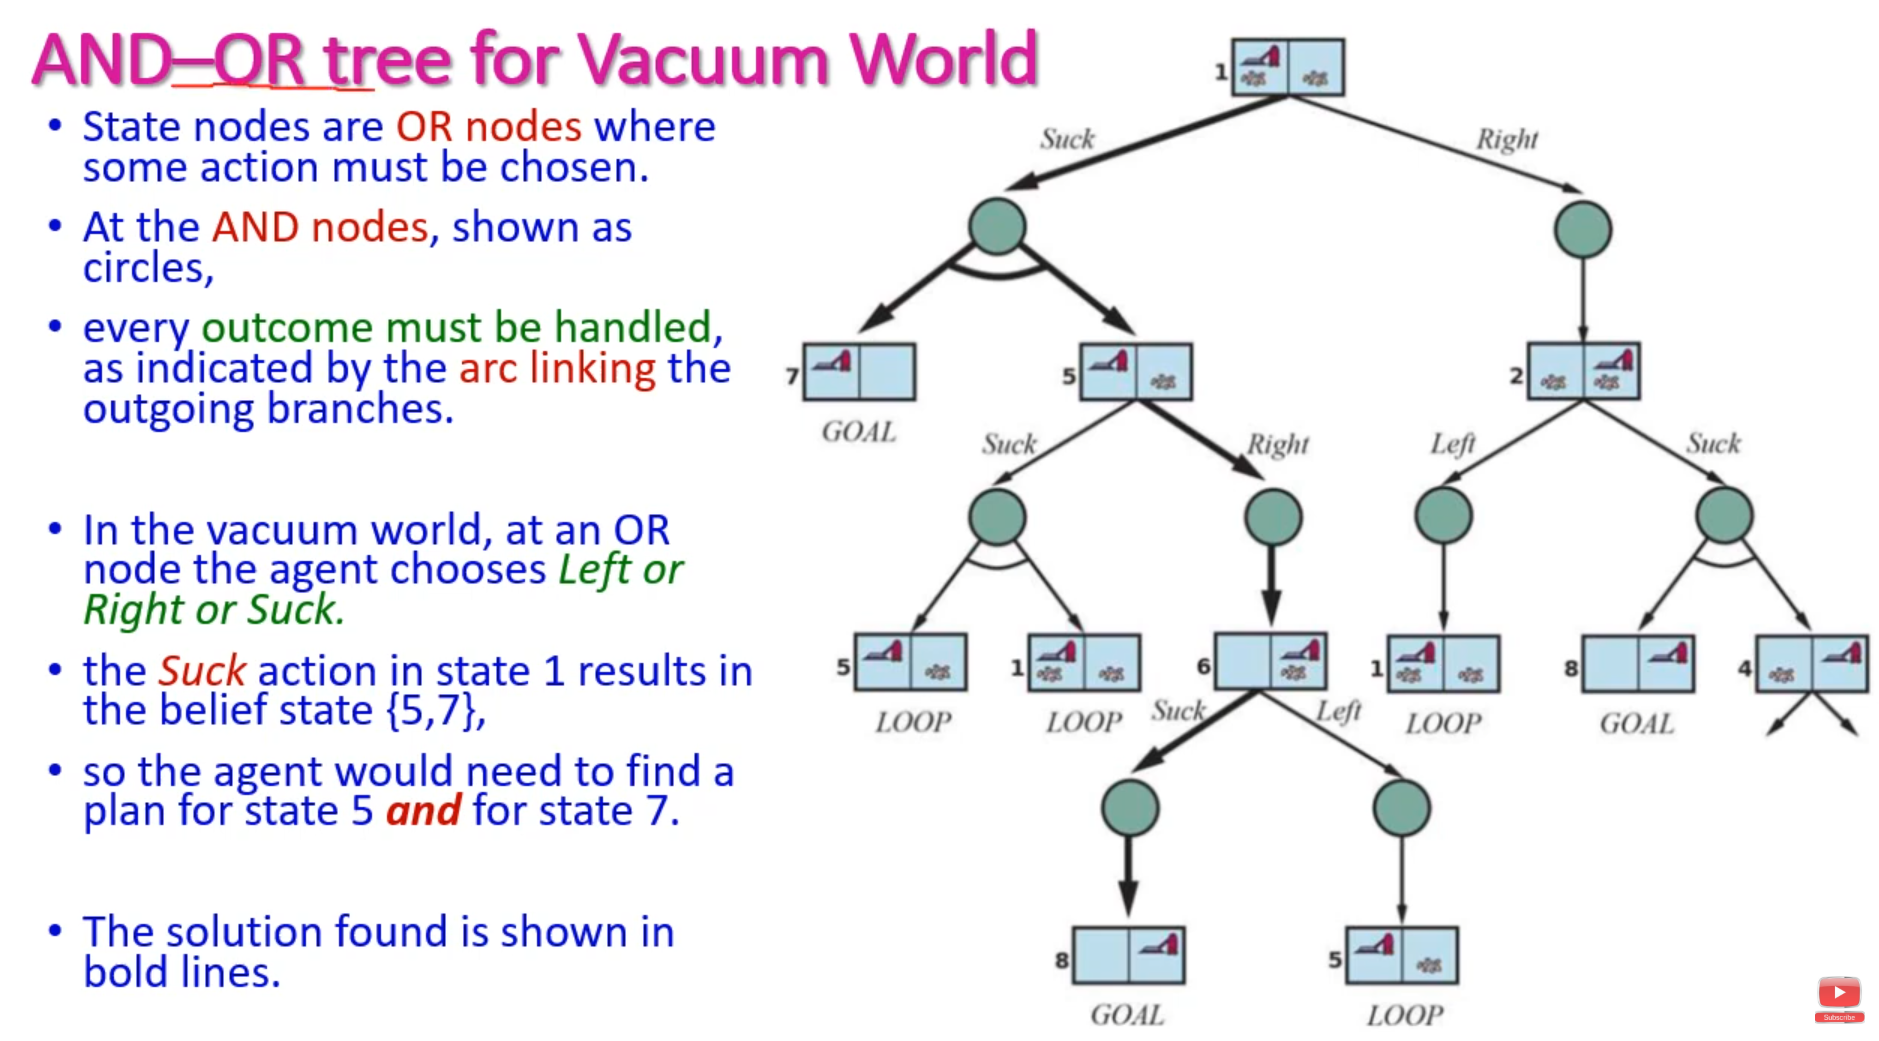 AND–OR tree for Vacuum World
• State nodes are OR nodes where
some action must be chosen.
• At the AND nodes, shown as
circles,
• every outcome must be handled,
as indicated by the arc linking the
outgoing branches.
• In the vacuum world, at an OR
node the agent chooses Left or
Right or Suck.
• the Suck action in state 1 results in
the belief state {5,7},
• so the agent would need to find a
plan for state 5 and for state 7.
• The solution found is shown in
bold lines.
1
Suck
Right
7
5
2
GOAL
Suck
Right
Left
Suck
5
1
6
1
8
4
LOOP
LOOP
Suck
Left
LOOP
GOAL
8
5
GOAL
LOOP
Subscribe